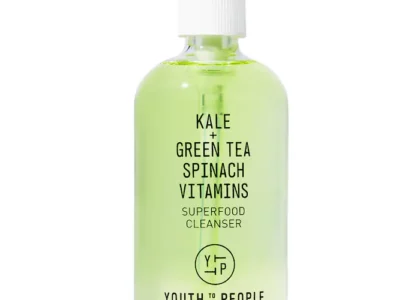 KALE
+
GREEN TEA
SPINACH
VITAMINS
SUPERFOOD
CLEANSER
Y T
T P
YOUTH TO PEOPLE